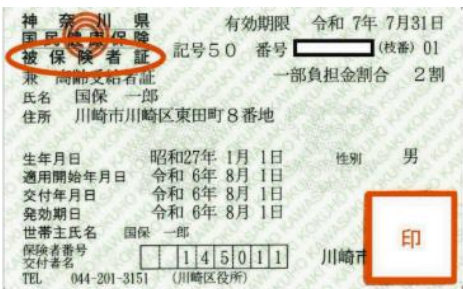 神奈川県 有効期限 令和 7年 7月31日
国民健康保険 記号50 番号 (枝番) 01
被保険者証
兼 高齢受給者証 一部負担金割合 2割
氏名 国保 一郎
住所 川崎市川崎区東田町8番地
生年月日 昭和27年 1月 1日 性別 男
適用開始年月日 令和 6年 8月 1日
交付年月日 令和 6年 8月 1日
発効期日 令和 6年 8月 1日
世帯主氏名 国保 一郎
保険者番号 145011 川崎市
交付者名 印
TEL 044-201-3151 (川崎区役所)